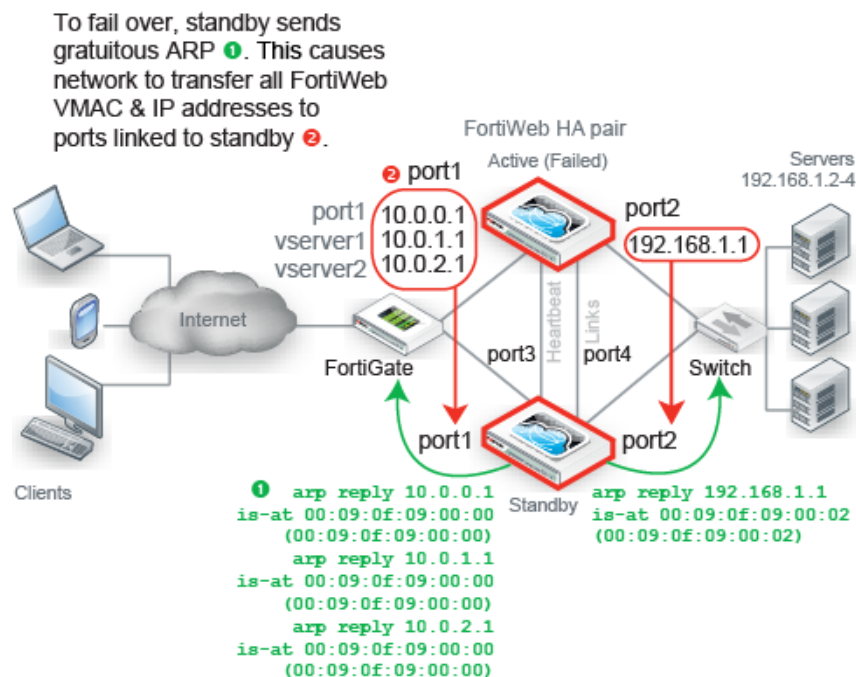 To fail over, standby sends
gratuitous ARP ❶. This causes
network to transfer all FortiWeb
VMAC & IP addresses to
ports linked to standby ❷.
FortiWeb HA pair
Active (Failed)
Servers
192.168.1.2-4
❷ port1
port1 10.0.0.1
vserver1 10.0.1.1
vserver2 10.0.2.1
port2
192.168.1.1
Internet
FortiGate
port3
Heartbeat
Links
port4
Switch
port1
port2
Clients
Standby
❶ arp reply 10.0.0.1
is-at 00:09:0f:09:00:00
(00:09:0f:09:00:00)
arp reply 10.0.1.1
is-at 00:09:0f:09:00:00
(00:09:0f:09:00:00)
arp reply 10.0.2.1
is-at 00:09:0f:09:00:00
(00:09:0f:09:00:00)
arp reply 192.168.1.1
is-at 00:09:0f:09:00:02
(00:09:0f:09:00:02)